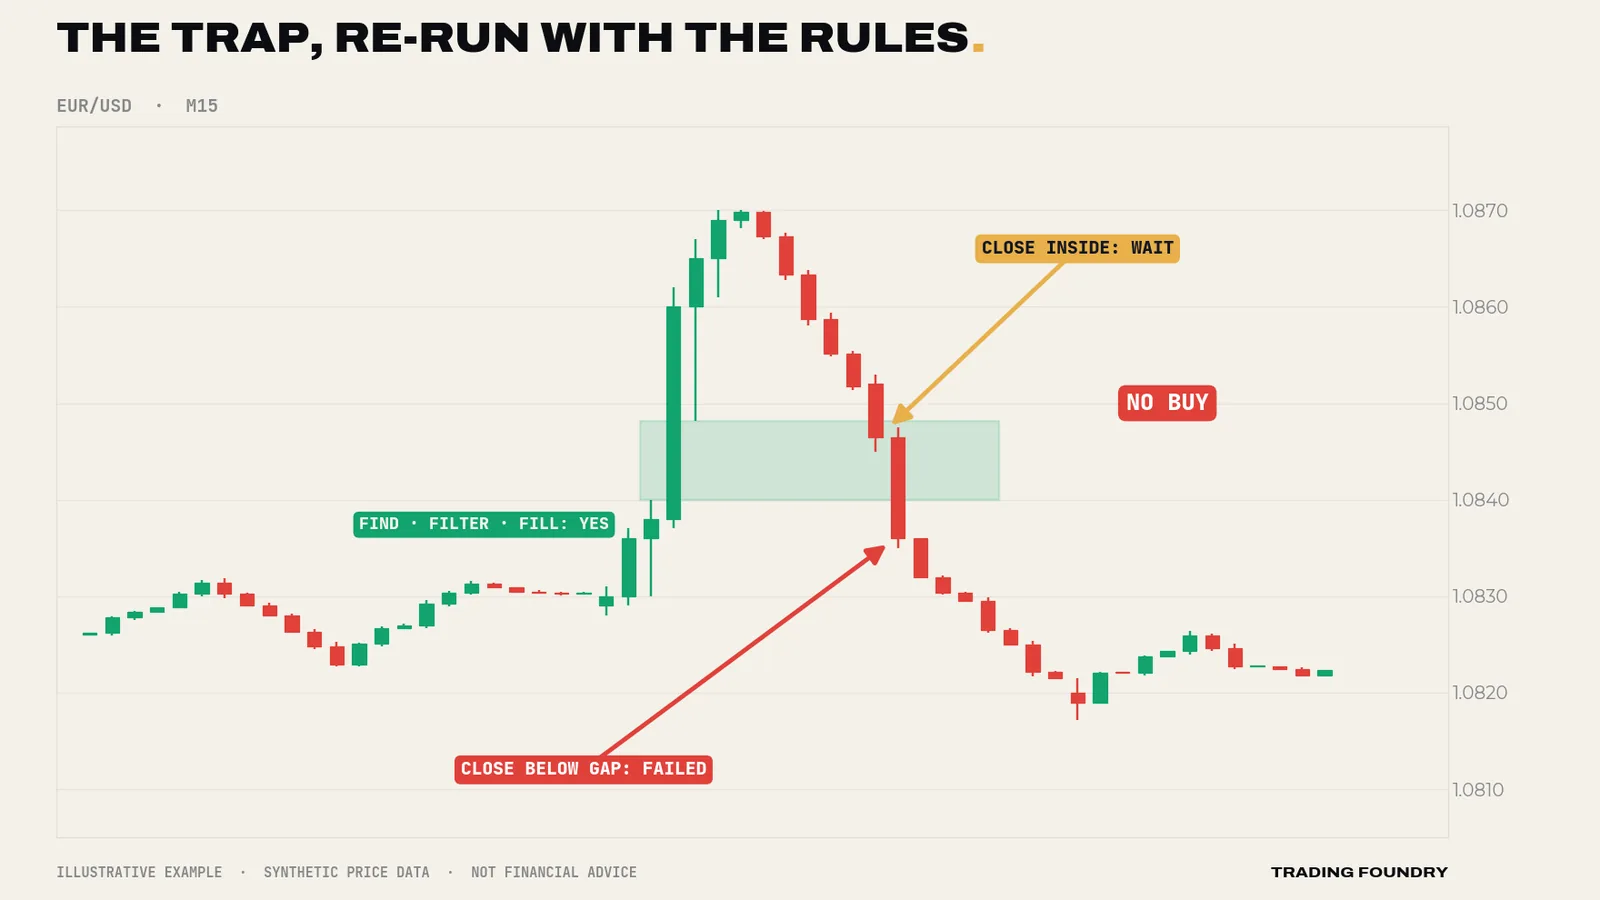 THE TRAP, RE-RUN WITH THE RULES.
EUR/USD · M15
1.0870
CLOSE INSIDE: WAIT
1.0860
NO BUY
1.0850
1.0840
FIND · FILTER · FILL: YES
1.0830
1.0820
CLOSE BELOW GAP: FAILED
1.0810
ILLUSTRATIVE EXAMPLE · SYNTHETIC PRICE DATA · NOT FINANCIAL ADVICE
TRADING FOUNDRY